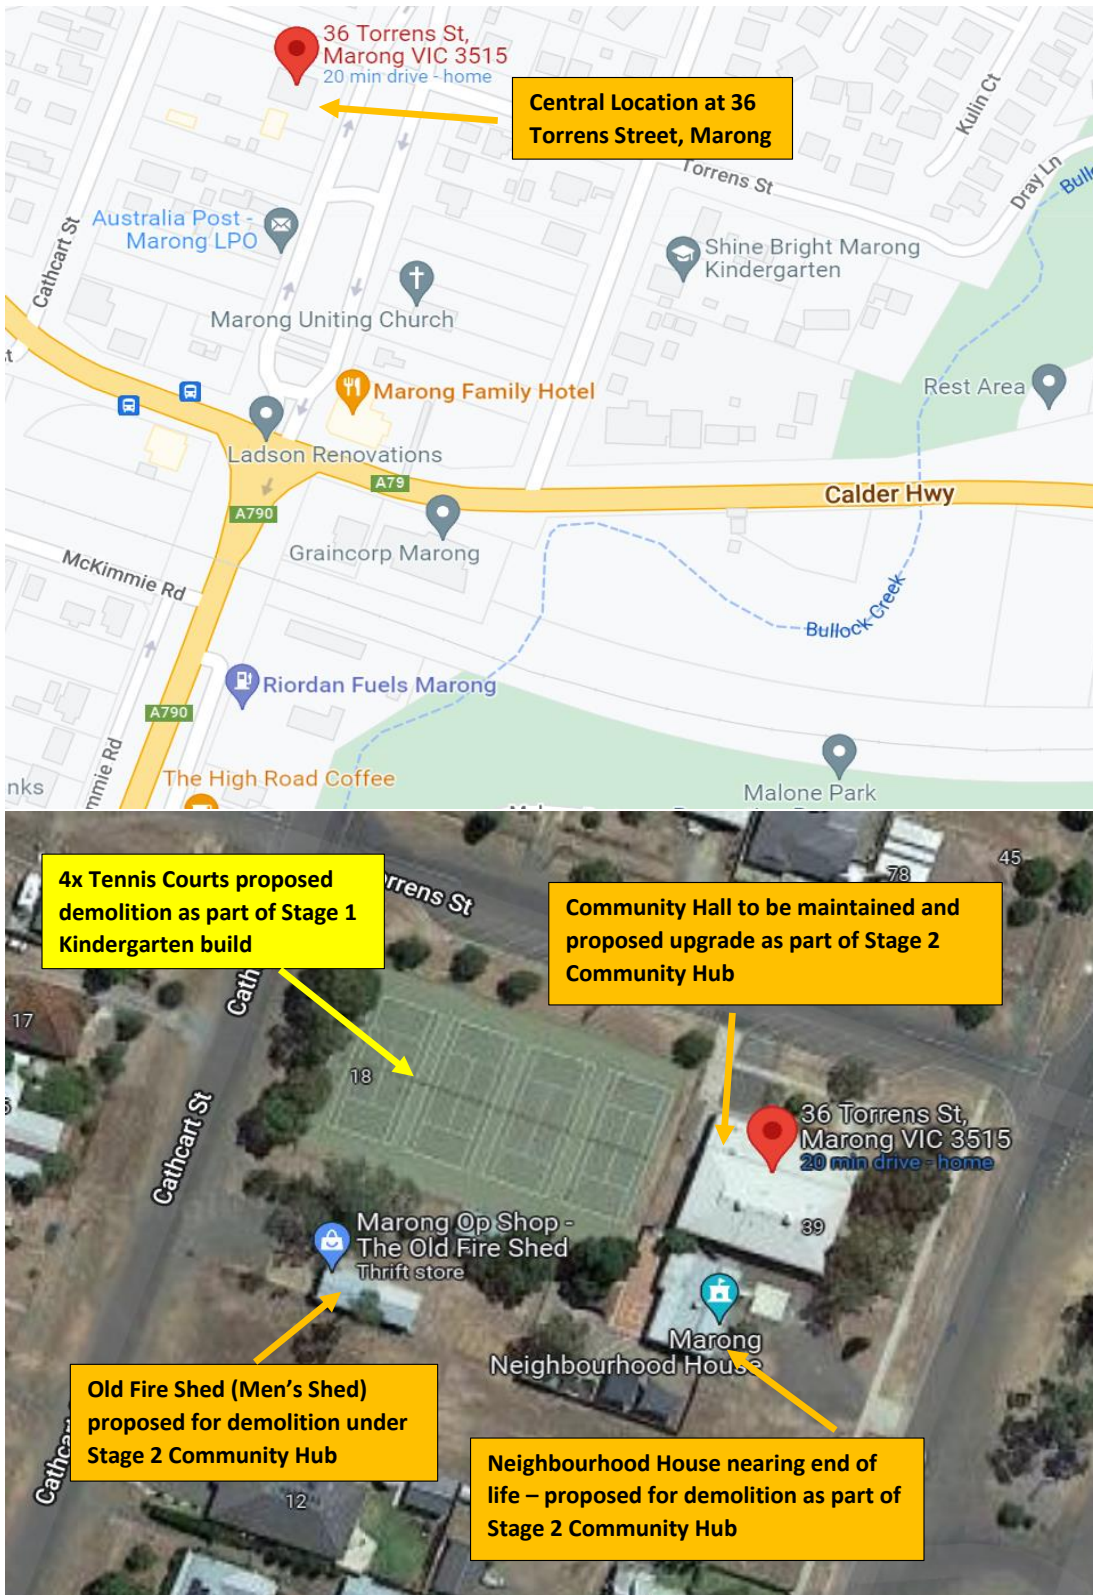 36 Torrens St,
Marong VIC 3515
20 min drive - home
Central Location at 36
Torrens Street, Marong
Kulin Ct
Torrens St
Dray Ln
Australia Post -
Marong LPO
Cathcart St
Shine Bright Marong
Kindergarten
Marong Uniting Church
Marong Family Hotel
Rest Area
Ladson Renovations
A79
Calder Hwy
A790
Graincorp Marong
McKimmie Rd
Bullock Creek
Riordan Fuels Marong
A790
mmie Rd
The High Road Coffee
nks
Malone Park
4x Tennis Courts proposed
demolition as part of Stage 1
Kindergarten build
orrens St
Community Hall to be maintained and
proposed upgrade as part of Stage 2
Community Hub
78
45
Cath
17
18
36 Torrens St,
Marong VIC 3515
20 min drive - home
Cathcart St
39
Marong Op Shop -
The Old Fire Shed
Thrift store
Marong
Neighbourhood House
Old Fire Shed (Men’s Shed)
proposed for demolition under
Stage 2 Community Hub
Neighbourhood House nearing end of
life – proposed for demolition as part of
Stage 2 Community Hub
Cathca
12